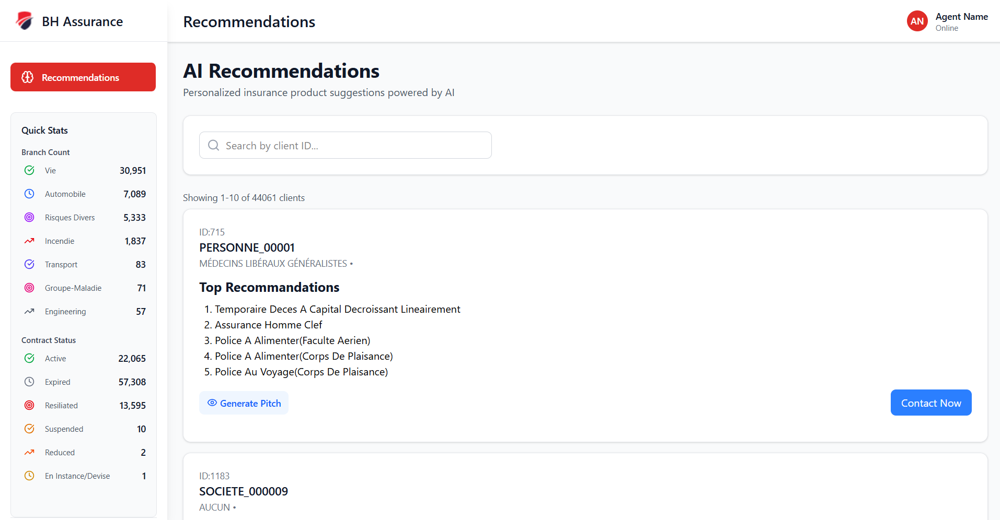 BH Assurance
Recommendations
AN
Agent Name
Online
Recommendations
Quick Stats
Branch Count
Vie 30,951
Automobile 7,089
Risques Divers 5,333
Incendie 1,837
Transport 83
Groupe-Maladie 71
Engineering 57
Contract Status
Active 22,065
Expired 57,308
Resiliated 13,595
Suspended 10
Reduced 2
En Instance/Devise 1
AI Recommendations
Personalized insurance product suggestions powered by AI
Search by client ID...
Showing 1-10 of 44061 clients
ID:715
PERSONNE_00001
MÉDECINS LIBÉRAUX GÉNÉRALISTES •
Top Recommandations
1. Temporaire Deces A Capital Decroissant Lineairement
2. Assurance Homme Clef
3. Police A Alimenter(Faculte Aerien)
4. Police A Alimenter(Corps De Plaisance)
5. Police Au Voyage(Corps De Plaisance)
Generate Pitch
Contact Now
ID:1183
SOCIETE_000009
AUCUN •